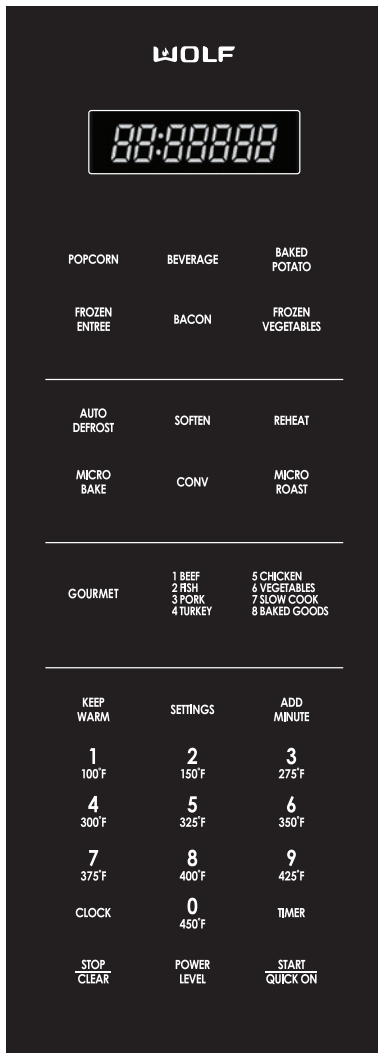 WOLF
88:88888
POPCORN
BEVERAGE
BAKED
POTATO
FROZEN
ENTREE
BACON
FROZEN
VEGETABLES
AUTO
DEFROST
SOFTEN
REHEAT
MICRO
BAKE
CONV
MICRO
ROAST
GOURMET
1 BEEF
2 FISH
3 PORK
4 TURKEY
5 CHICKEN
6 VEGETABLES
7 SLOW COOK
8 BAKED GOODS
KEEP
WARM
SETTINGS
ADD
MINUTE
1
100°F
2
150°F
3
275°F
4
300°F
5
325°F
6
350°F
7
375°F
8
400°F
9
425°F
CLOCK
0
450°F
TIMER
STOP
CLEAR
POWER
LEVEL
START
QUICK ON